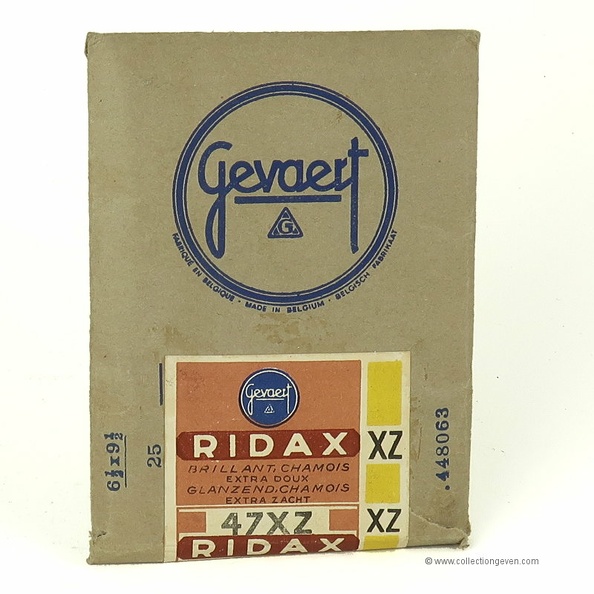 Gevaert
G
FABRIQUÉ EN BELGIQUE - MADE IN BELGIUM - BELGISCH FABRIKAAT
6½x9½
25
.448063
Gevaert
RIDAX XZ
BRILLANT; CHAMOIS
EXTRA DOUX
GLANZEND; CHAMOIS
EXTRA ZACHT
47XZ XZ
RIDAX
© www.collectiongeven.com